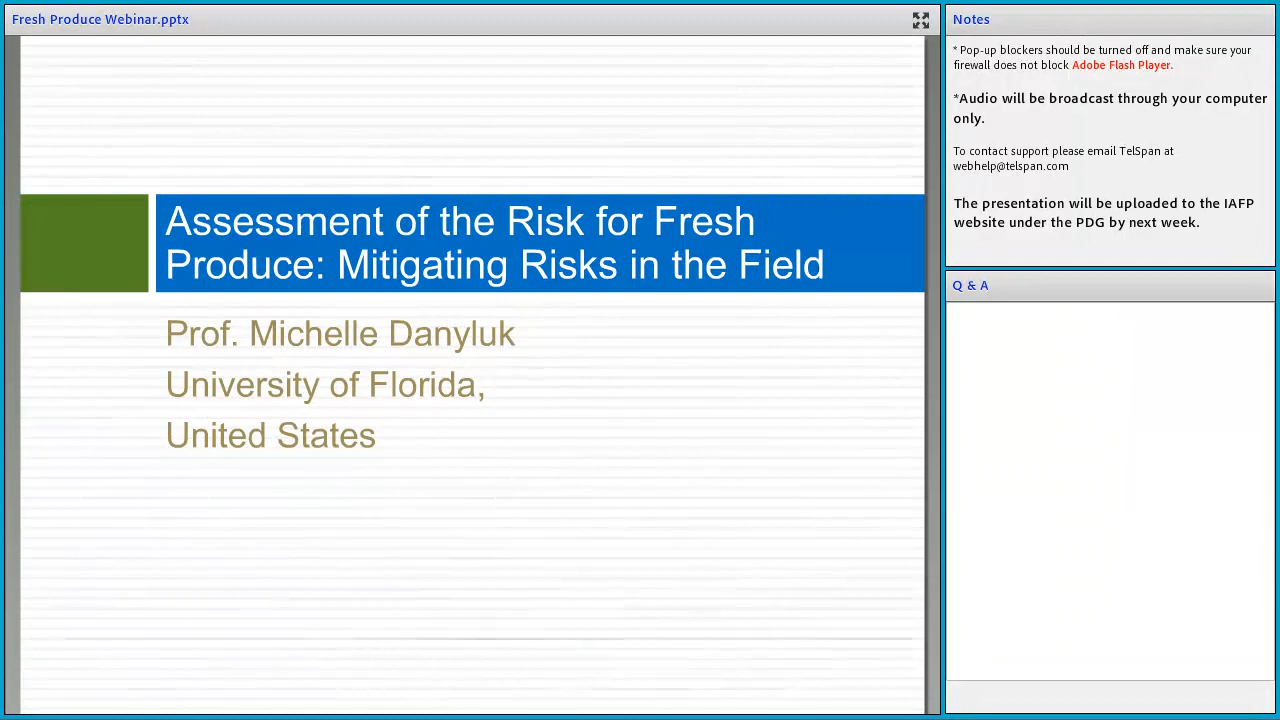 Fresh Produce Webinar.pptx
Assessment of the Risk for Fresh
Produce: Mitigating Risks in the Field
Prof. Michelle Danyluk
University of Florida,
United States
Notes
* Pop-up blockers should be turned off and make sure your
firewall does not block Adobe Flash Player.
*Audio will be broadcast through your computer
only.
To contact support please email TelSpan at
webhelp@telspan.com
The presentation will be uploaded to the IAFP
website under the PDG by next week.
Q & A